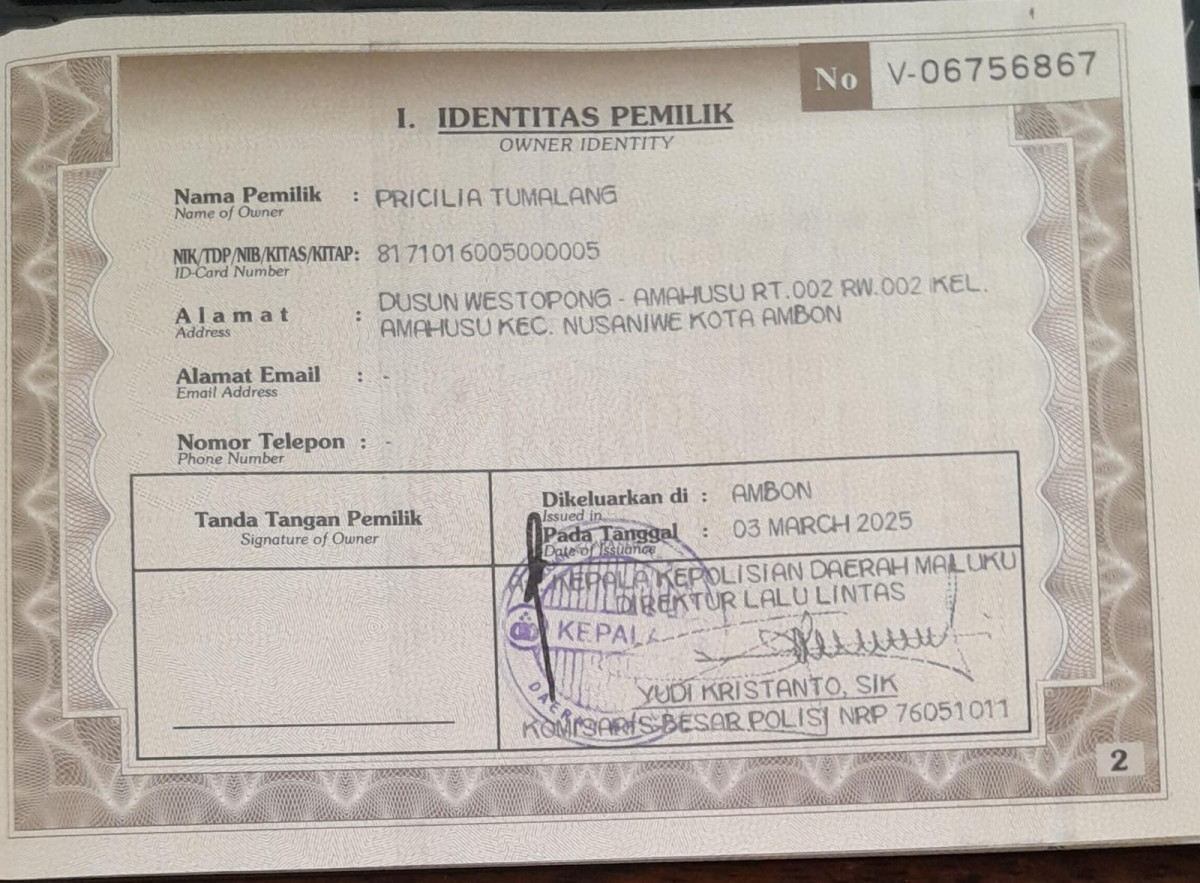 No V-06756867
I. IDENTITAS PEMILIK
OWNER IDENTITY
Nama Pemilik : PRICILIA TUMALANG
Name of Owner
NIK/TDP/NIB/KITAS/KITAP: 8171016005000005
ID-Card Number
Alamat : DUSUN WESTOPONG - AMAHUSU RT.002 RW.002 KEL.
Address AMAHUSU KEC. NUSANIWE KOTA AMBON
Alamat Email : -
Email Address
Nomor Telepon : -
Phone Number
Tanda Tangan Pemilik
Signature of Owner
Dikeluarkan di : AMBON
Issued in
Pada Tanggal : 03 MARCH 2025
Date of Issuance
KEPALA KEPOLISIAN DAERAH MALUKU
DIREKTUR LALU LINTAS
KEPALA
DAER
YUDI KRISTANTO, SIK
KOMISARIS BESAR POLISI NRP 76051011
2